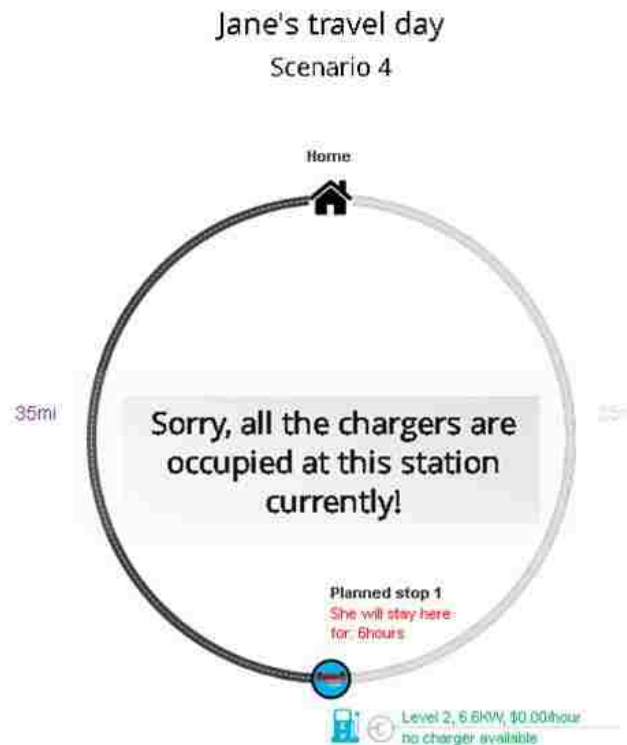 Jane's travel day
Scenario 4
Home
35mi
Sorry, all the chargers are
occupied at this station
currently!
Planned stop 1
She will stay here
for: 6hours
Level 2, 6.6KW, $0.00/hour
no charger available